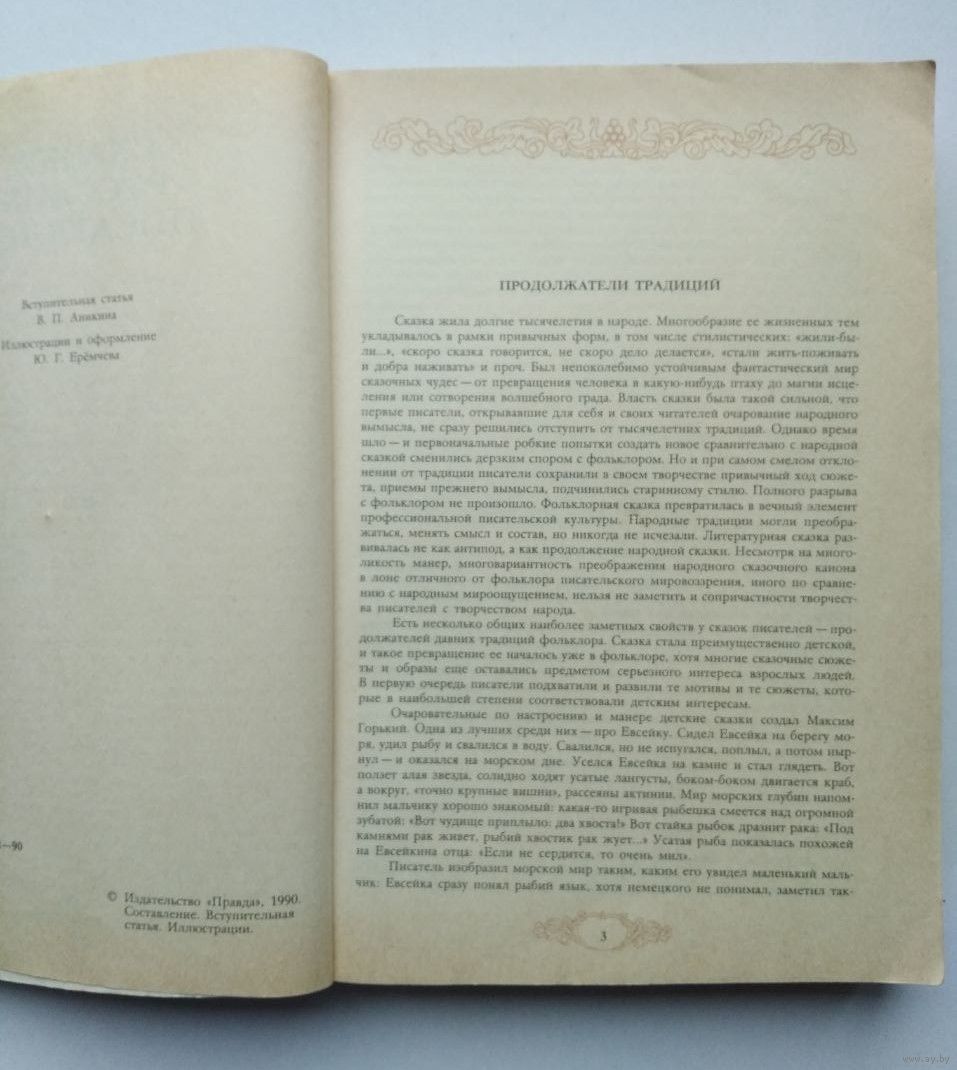 Вступительная статья
В. П. Аникина
Иллюстрации и оформление
Ю. Г. Ерёмчева
—90
© Издательство «Правда», 1990.
Составление. Вступительная
статья. Иллюстрации.
ПРОДОЛЖАТЕЛИ ТРАДИЦИЙ
Сказка жила долгие тысячелетия в народе. Многообразие ее жизненных тем
укладывалось в рамки привычных форм, в том числе стилистических: «жили-бы-
ли...», «скоро сказка говорится, не скоро дело делается», «стали жить-поживать
и добра наживать» и проч. Был непоколебимо устойчивым фантастический мир
сказочных чудес — от превращения человека в какую-нибудь птаху до магии исце-
ления или сотворения волшебного града. Власть сказки была такой сильной, что
первые писатели, открывавшие для себя и своих читателей очарование народного
вымысла, не сразу решились отступить от тысячелетних традиций. Однако время
шло — и первоначальные робкие попытки создать новое сравнительно с народной
сказкой сменились дерзким спором с фольклором. Но и при самом смелом откло-
нении от традиции писатели сохранили в своем творчестве привычный ход сюже-
та, приемы прежнего вымысла, подчинились старинному стилю. Полного разрыва
с фольклором не произошло. Фольклорная сказка превратилась в вечный элемент
профессиональной писательской культуры. Народные традиции могли преобра-
жаться, менять смысл и состав, но никогда не исчезали. Литературная сказка раз-
вивалась не как антипод, а как продолжение народной сказки. Несмотря на много-
ликость манер, многовариантность преображения народного сказочного канона
в лоне отличного от фольклора писательского мировоззрения, иного по сравне-
нию с народным мироощущением, нельзя не заметить и сопричастности творчест-
ва писателей с творчеством народа.
Есть несколько общих наиболее заметных свойств у сказок писателей — про-
должателей давних традиций фольклора. Сказка стала преимущественно детской,
и такое превращение ее началось уже в фольклоре, хотя многие сказочные сюже-
ты и образы еще оставались предметом серьезного интереса взрослых людей.
В первую очередь писатели подхватили и развили те мотивы и те сюжеты, кото-
рые в наибольшей степени соответствовали детским интересам.
Очаровательные по настроению и манере детские сказки создал Максим
Горький. Одна из лучших среди них — про Евсейку. Сидел Евсейка на берегу мо-
ря, удил рыбу и свалился в воду. Свалился, но не испугался, поплыл, а потом ныр-
нул — и оказался на морском дне. Уселся Евсейка на камне и стал глядеть. Вот
ползет алая звезда, солидно ходят усатые лангусты, боком-боком двигается краб,
а вокруг, «точно крупные вишни», рассеяны актинии. Мир морских глубин напом-
нил мальчику хорошо знакомый: какая-то игривая рыбешка смеется над огромной
зубатой: «Вот чудище приплыло: два хвоста!» Вот стайка рыбок дразнит рака: «Под
камнями рак живет, рыбий хвостик рак жует...» Усатая рыба показалась похожей
на Евсейкина отца: «Если не сердится, то очень мил».
Писатель изобразил морской мир таким, каким его увидел маленький маль-
чик: Евсейка сразу понял рыбий язык, хотя немецкого не понимал, заметил так-
3
www.ay.by